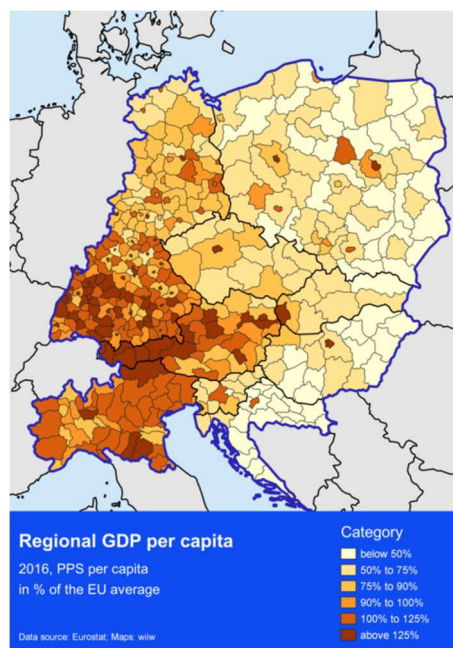 Regional GDP per capita
2016, PPS per capita
in % of the EU average
Data source: Eurostat; Maps: wiiw
Category
below 50%
50% to 75%
75% to 90%
90% to 100%
100% to 125%
above 125%